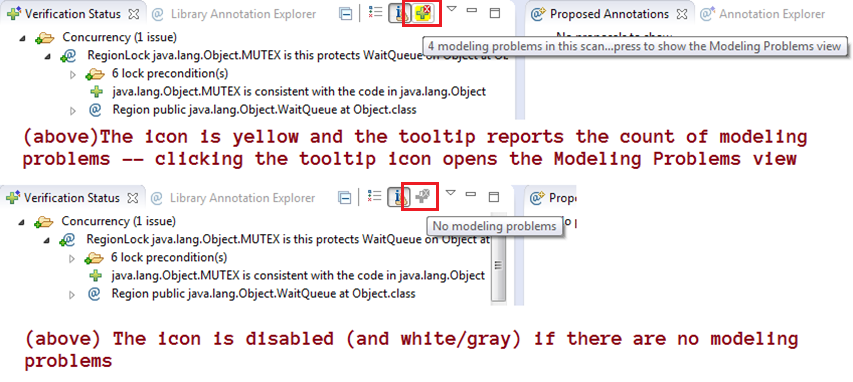 Verification Status
Library Annotation Explorer
Proposed Annotations
Annotation Explorer
Concurrency (1 issue)
4 modeling problems in this scan...press to show the Modeling Problems view
RegionLock java.lang.Object.MUTEX is this protects WaitQueue on Object at
6 lock precondition(s)
java.lang.Object.MUTEX is consistent with the code in java.lang.Object
Region public java.lang.Object.WaitQueue at Object.class
(above)The icon is yellow and the tooltip reports the count of modeling
problems -- clicking the tooltip icon opens the Modeling Problems view
Verification Status
Library Annotation Explorer
Prop
Concurrency (1 issue)
No modeling problems
RegionLock java.lang.Object.MUTEX is this protects WaitQueue on Object at
6 lock precondition(s)
java.lang.Object.MUTEX is consistent with the code in java.lang.Object
Region public java.lang.Object.WaitQueue at Object.class
(above) The icon is disabled (and white/gray) if there are no modeling
problems